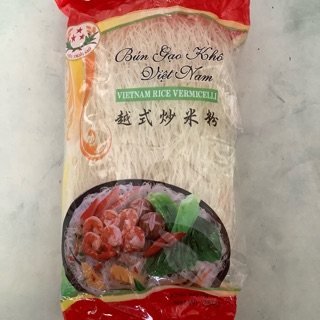 Bún Gạo Khô
Việt Nam
VIETNAM RICE VERMICELLI
越式炒米粉